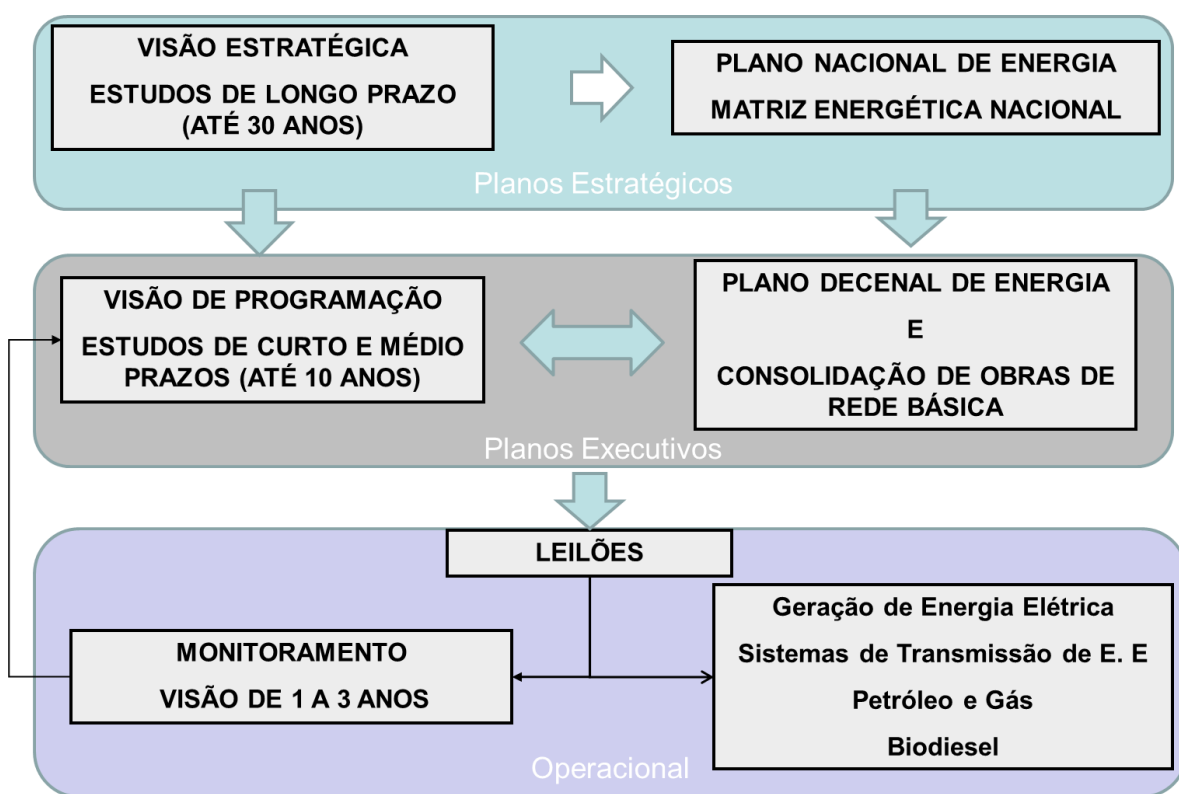 VISÃO ESTRATÉGICA
ESTUDOS DE LONGO PRAZO
(ATÉ 30 ANOS)
PLANO NACIONAL DE ENERGIA
MATRIZ ENERGÉTICA NACIONAL
Planos Estratégicos
VISÃO DE PROGRAMAÇÃO
ESTUDOS DE CURTO E MÉDIO
PRAZOS (ATÉ 10 ANOS)
PLANO DECENAL DE ENERGIA
E
CONSOLIDAÇÃO DE OBRAS DE
REDE BÁSICA
Planos Executivos
LEILÕES
MONITORAMENTO
VISÃO DE 1 A 3 ANOS
Geração de Energia Elétrica
Sistemas de Transmissão de E. E
Petróleo e Gás
Biodiesel
Operacional